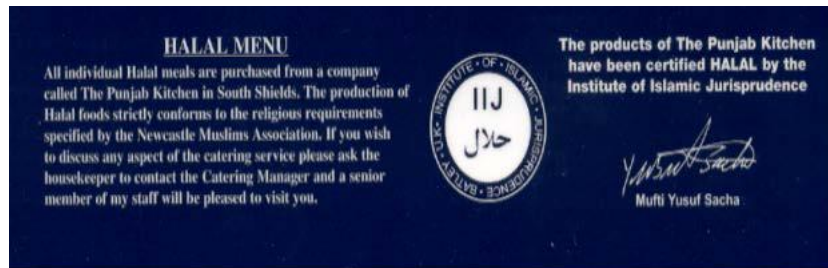 HALAL MENU
All individual Halal meals are purchased from a company
called The Punjab Kitchen in South Shields. The production of
Halal foods strictly conforms to the religious requirements
specified by the Newcastle Muslims Association. If you wish
to discuss any aspect of the catering service please ask the
housekeeper to contact the Catering Manager and a senior
member of my staff will be pleased to visit you.
INSTITUTE · OF · ISLAMIC · JURISPRUDENCE · BATLEY · U.K ·
IIJ
حلال
The products of The Punjab Kitchen
have been certified HALAL by the
Institute of Islamic Jurisprudence
Yusuf Sacha
Mufti Yusuf Sacha